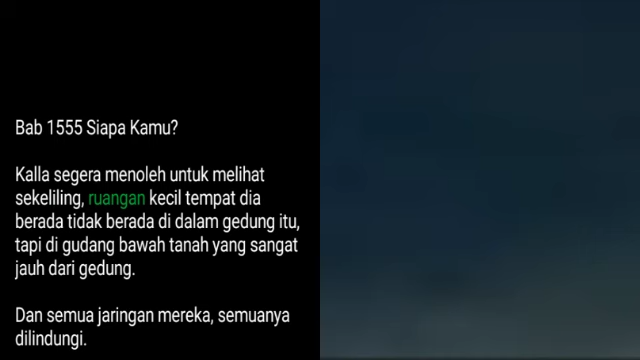 Bab 1555 Siapa Kamu?
Kalla segera menoleh untuk melihat
sekeliling, ruangan kecil tempat dia
berada tidak berada di dalam gedung itu,
tapi di gudang bawah tanah yang sangat
jauh dari gedung.
Dan semua jaringan mereka, semuanya
dilindungi.